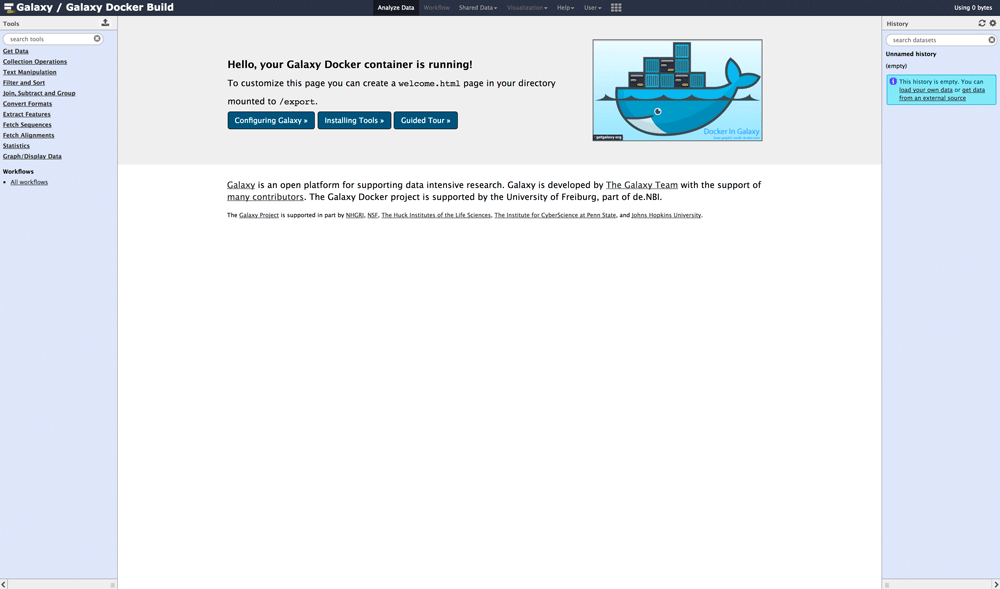 Galaxy / Galaxy Docker Build
Analyze Data
Workflow
Shared Data
Visualization
Help
User
Using 0 bytes
Tools
search tools
Get Data
Collection Operations
Text Manipulation
Filter and Sort
Join, Subtract and Group
Convert Formats
Extract Features
Fetch Sequences
Fetch Alignments
Statistics
Graph/Display Data
Workflows
All workflows
Hello, your Galaxy Docker container is running!
To customize this page you can create a welcome.html page in your directory
mounted to /export.
Configuring Galaxy »
Installing Tools »
Guided Tour »
Docker in Galaxy
Galaxy is an open platform for supporting data intensive research. Galaxy is developed by The Galaxy Team with the support of
many contributors. The Galaxy Docker project is supported by the University of Freiburg, part of de.NBI.
The Galaxy Project is supported in part by NHGRI, NSF, The Huck Institutes of the Life Sciences, The Institute for CyberScience at Penn State, and Johns Hopkins University.
History
search datasets
Unnamed history
(empty)
This history is empty. You can
load your own data or get data
from an external source